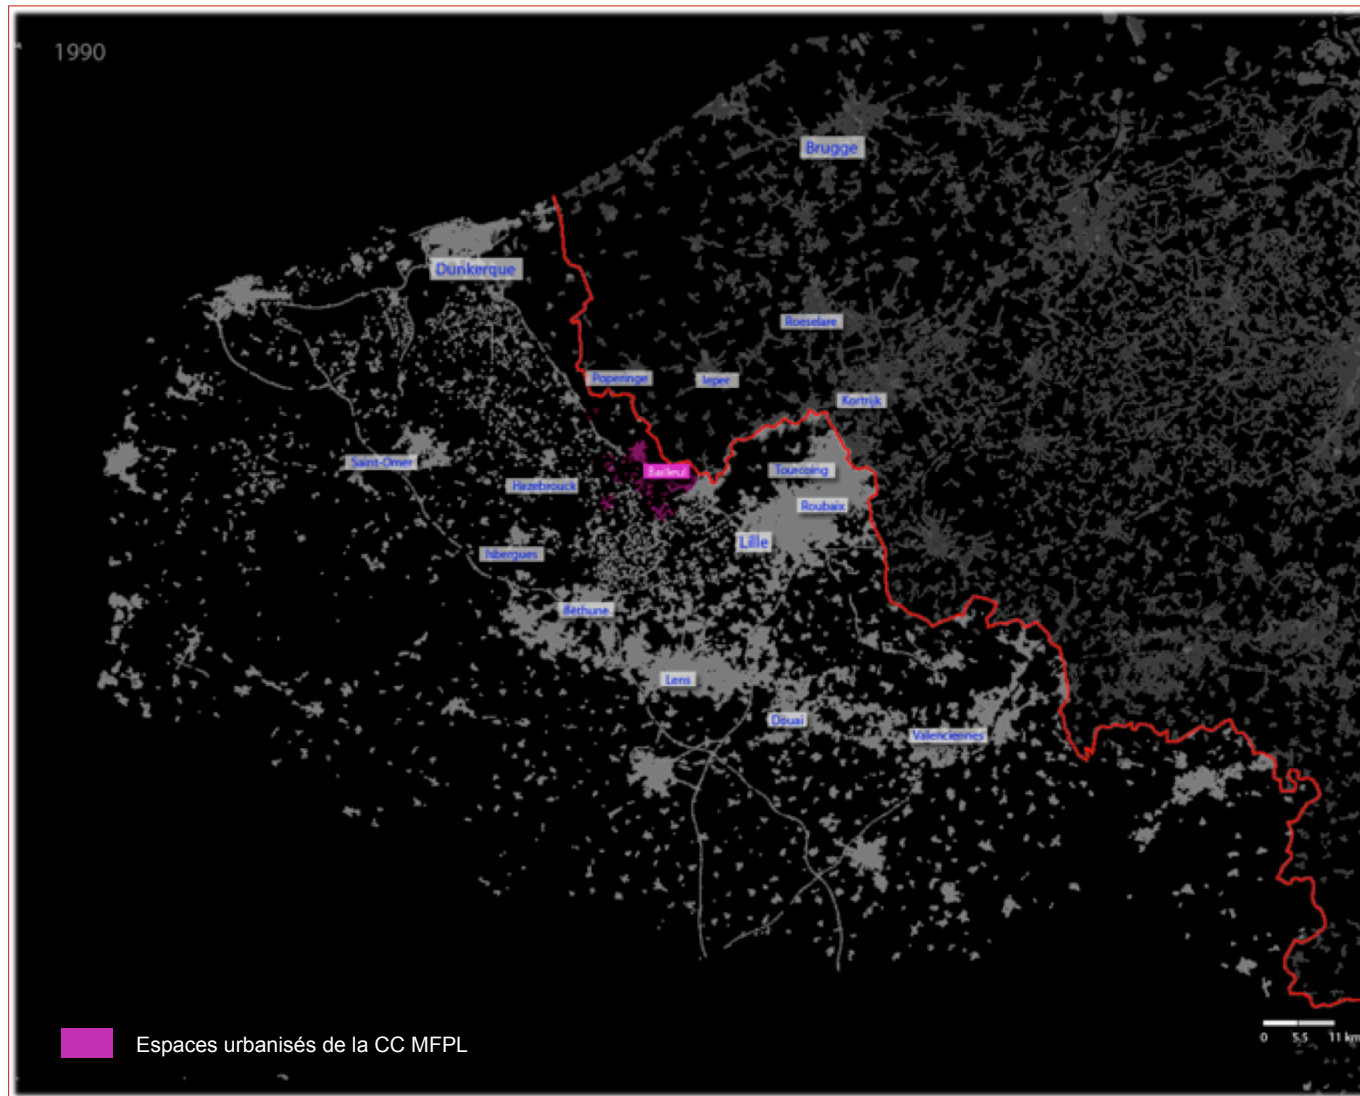 1990
Brugge
Dunkerque
Roeselare
Poperinge
Ieper
Kortrijk
Saint-Omer
Bailleul
Tourcoing
Hazebrouck
Roubaix
Lille
Isbergues
Béthune
Lens
Douai
Valenciennes
Espaces urbanisés de la CC MFPL
0 5.5 11 km